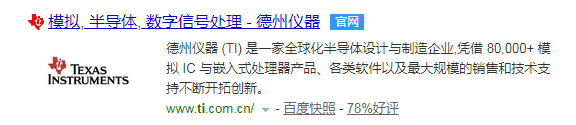 模拟, 半导体, 数字信号处理 - 德州仪器 官网
德州仪器 (TI) 是一家全球化半导体设计与制造企业,凭借 80,000+ 模
拟 IC 与嵌入式处理器产品、各类软件以及最大规模的销售和技术支
持不断开拓创新。
TEXAS
INSTRUMENTS
www.ti.com.cn/ - 百度快照 - 78%好评